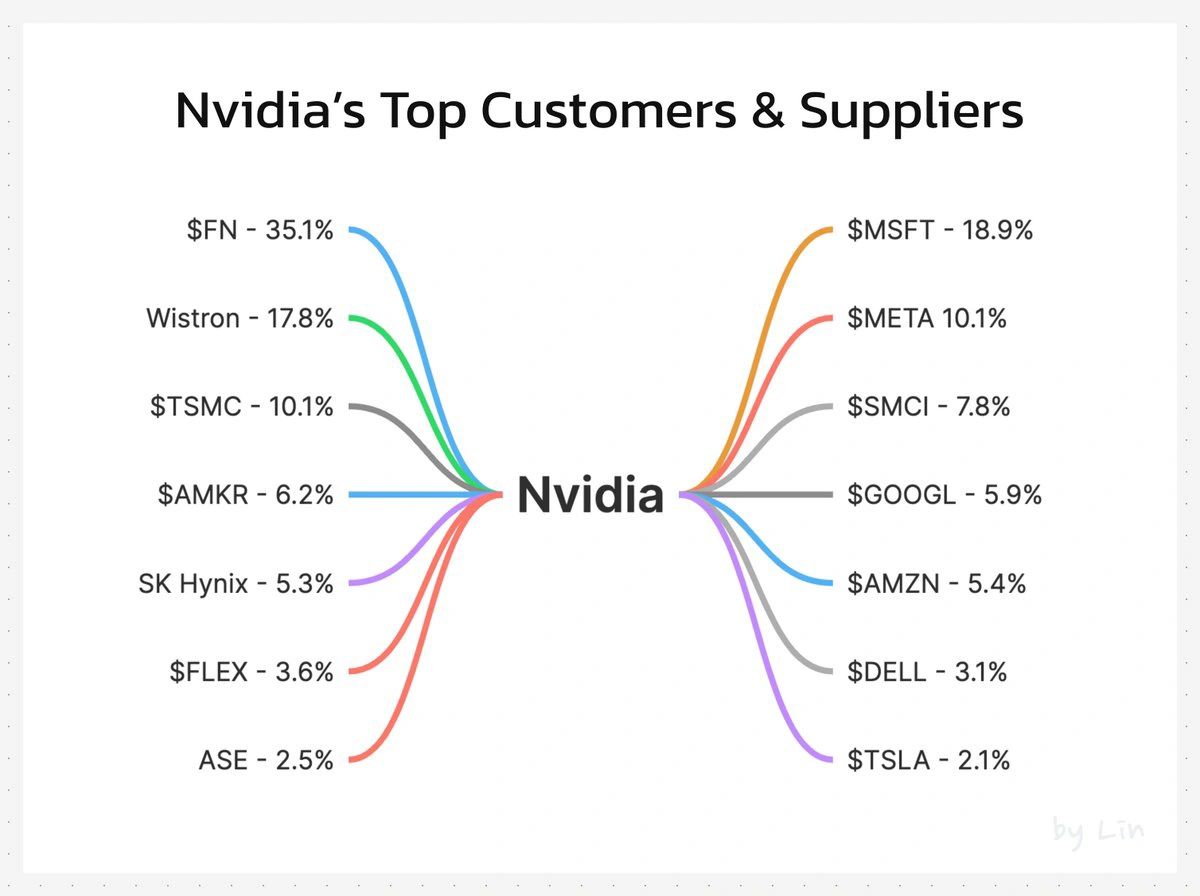 Nvidia’s Top Customers & Suppliers
$FN - 35.1%
Wistron - 17.8%
$TSMC - 10.1%
$AMKR - 6.2%
SK Hynix - 5.3%
$FLEX - 3.6%
ASE - 2.5%
Nvidia
$MSFT - 18.9%
$META 10.1%
$SMCI - 7.8%
$GOOGL - 5.9%
$AMZN - 5.4%
$DELL - 3.1%
$TSLA - 2.1%
by Lin